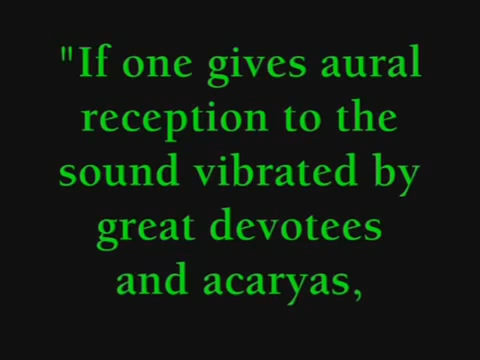 "If one gives aural
reception to the
sound vibrated by
great devotees
and acaryas,